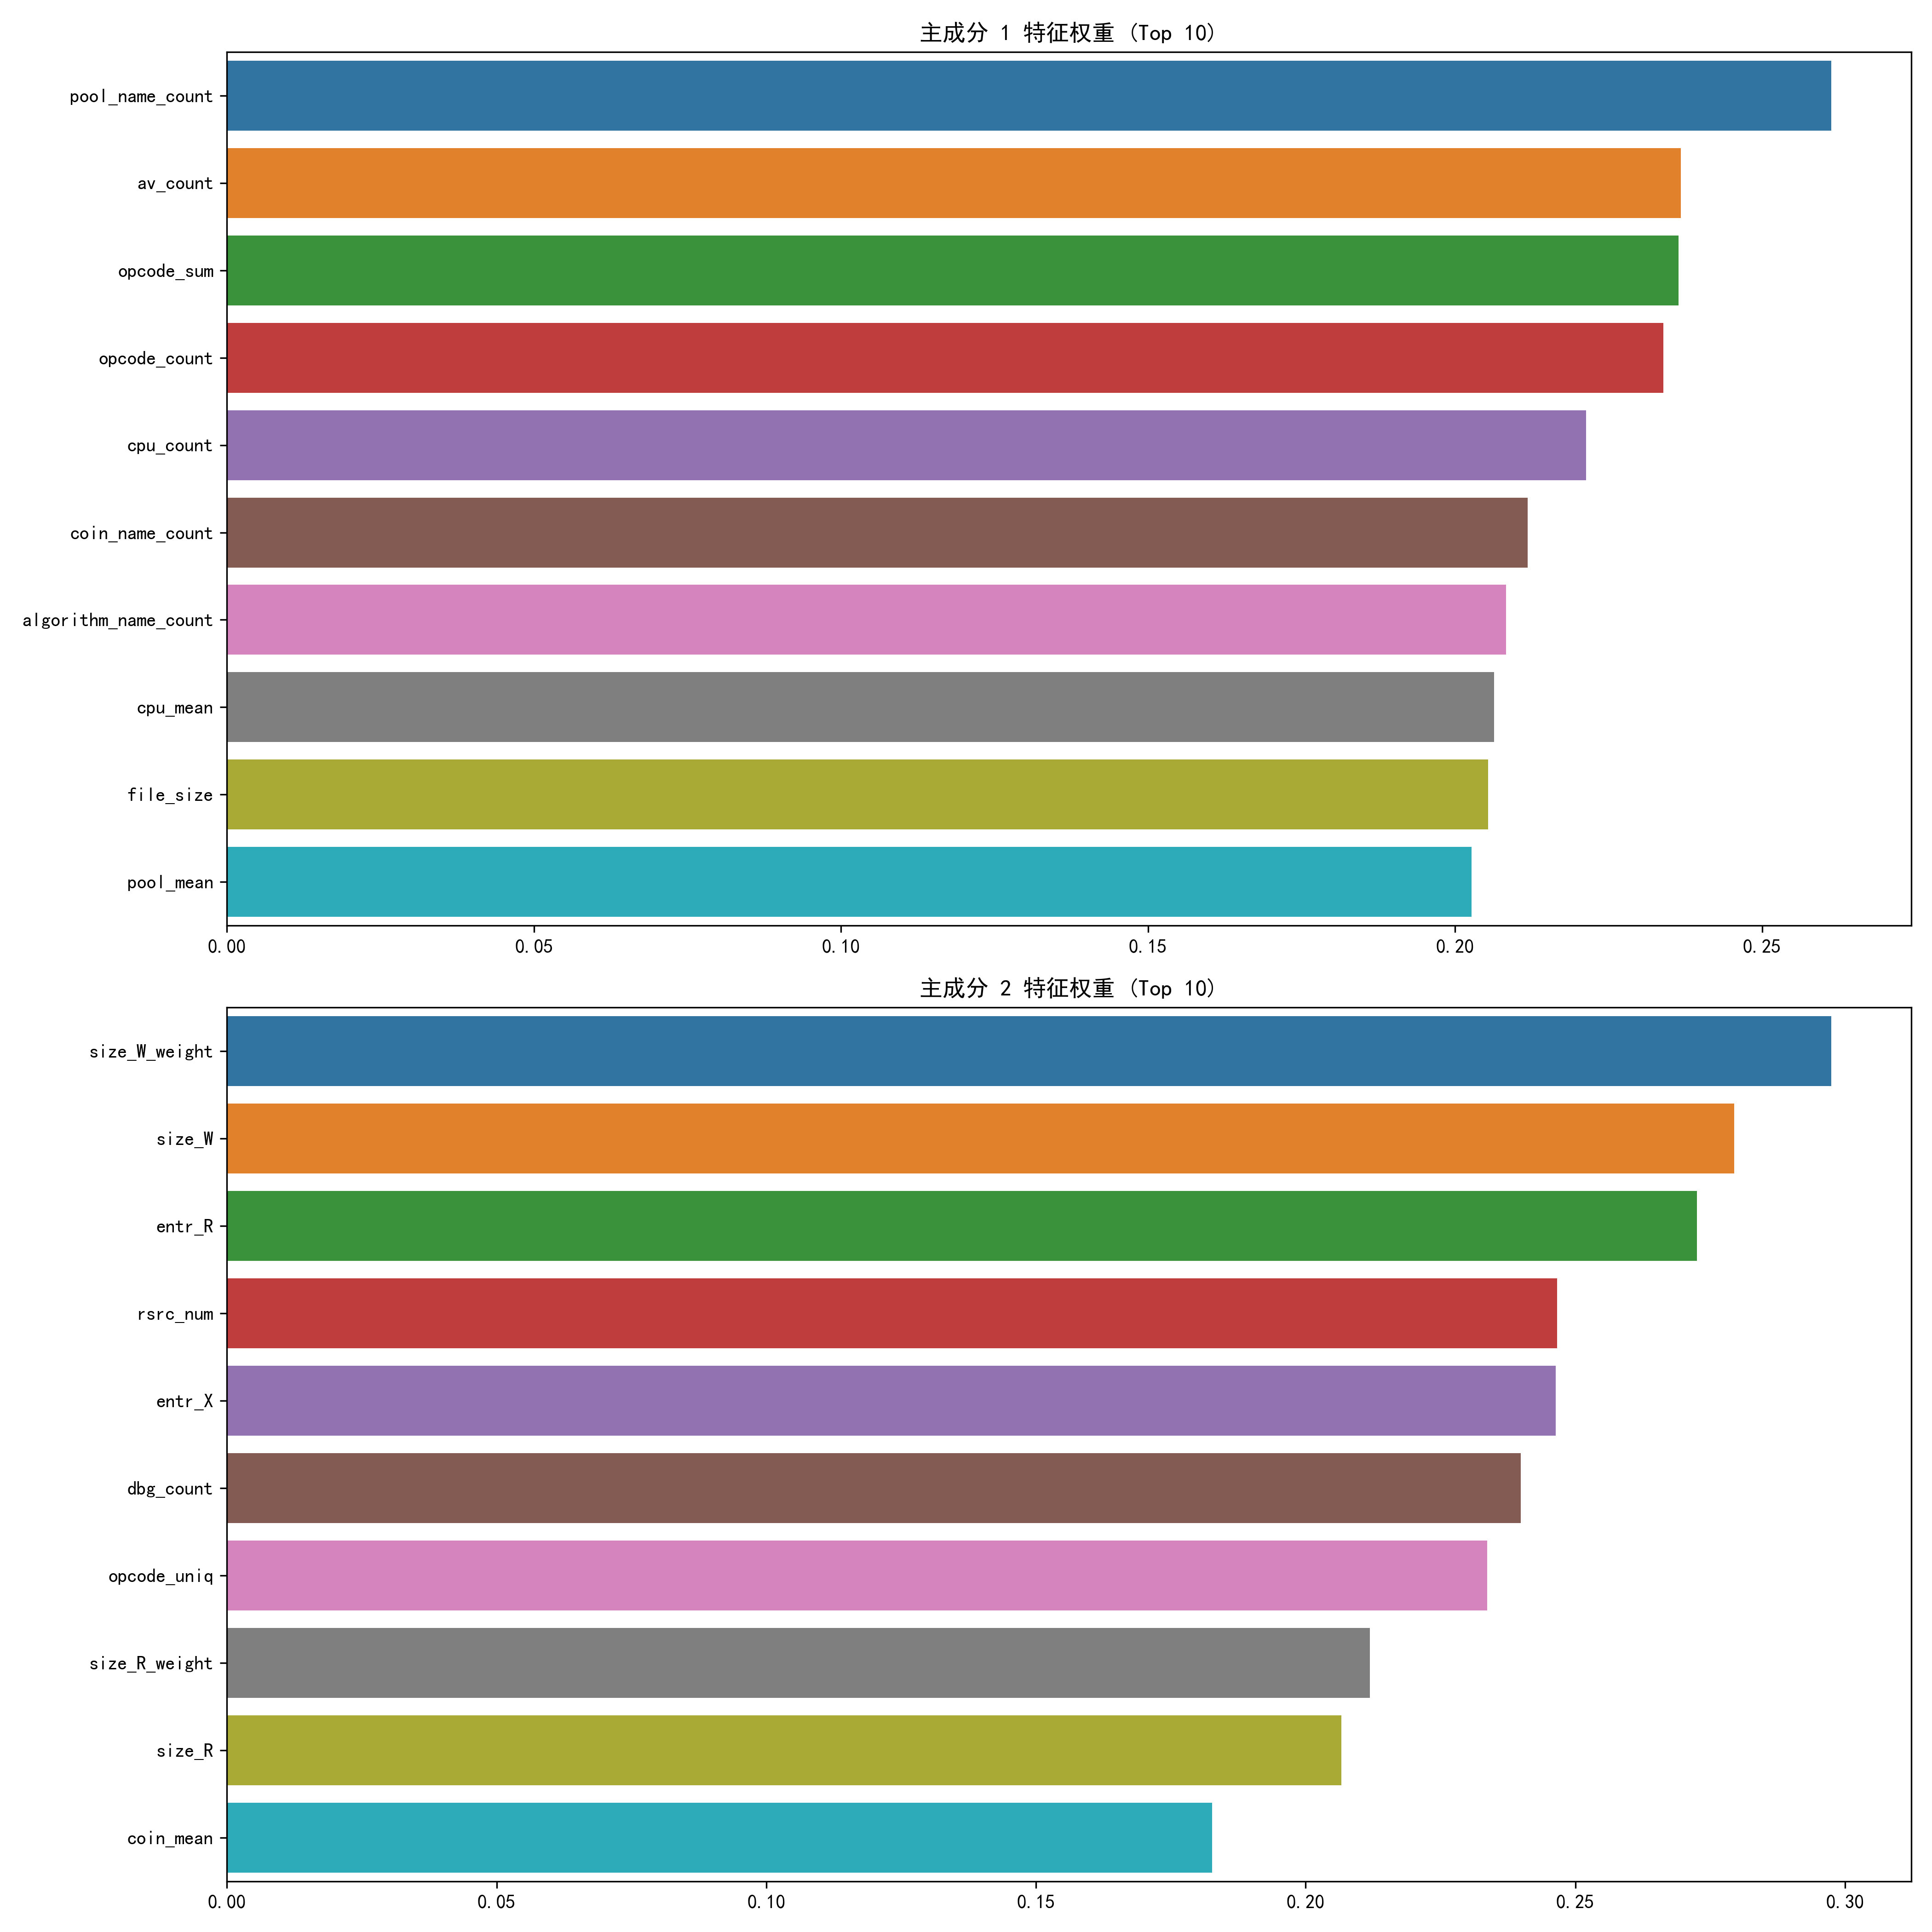 主成分 1 特征权重 (Top 10)
pool_name_count
av_count
opcode_sum
opcode_count
cpu_count
coin_name_count
algorithm_name_count
cpu_mean
file_size
pool_mean
0.00 0.05 0.10 0.15 0.20 0.25
主成分 2 特征权重 (Top 10)
size_W_weight
size_W
entr_R
rsrc_num
entr_X
dbg_count
opcode_uniq
size_R_weight
size_R
coin_mean
0.00 0.05 0.10 0.15 0.20 0.25 0.30